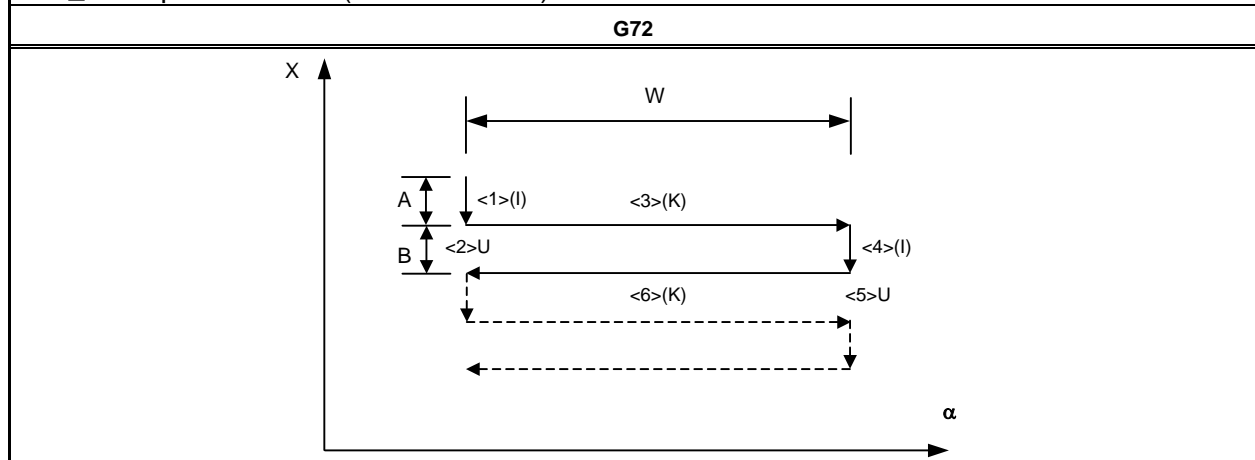 G72
X
W
A
<1>(I)
<3>(K)
B
<2>U
<4>(I)
<6>(K)
<5>U
α